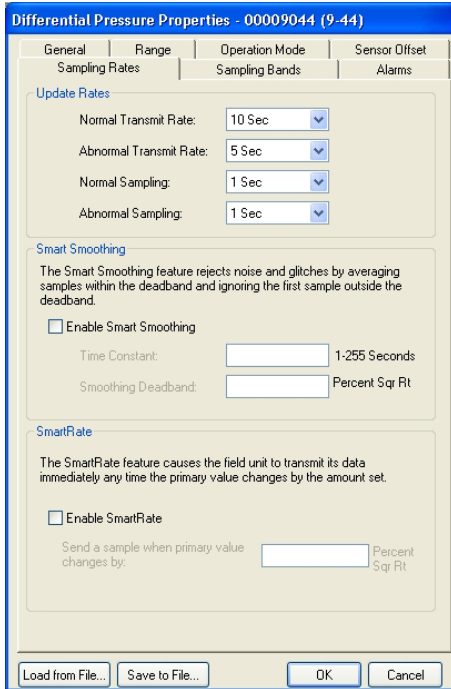 Differential Pressure Properties - 00009044 (9-44)
General Range Operation Mode Sensor Offset
Sampling Rates Sampling Bands Alarms
Update Rates
Normal Transmit Rate: 10 Sec
Abnormal Transmit Rate: 5 Sec
Normal Sampling: 1 Sec
Abnormal Sampling: 1 Sec
Smart Smoothing
The Smart Smoothing feature rejects noise and glitches by averaging
samples within the deadband and ignoring the first sample outside the
deadband.
Enable Smart Smoothing
Time Constant: 1-255 Seconds
Smoothing Deadband: Percent Sqr Rt
SmartRate
The SmartRate feature causes the field unit to transmit its data
immediately any time the primary value changes by the amount set.
Enable SmartRate
Send a sample when primary value
changes by:
Percent
Sqr Rt
Load from File... Save to File... OK Cancel